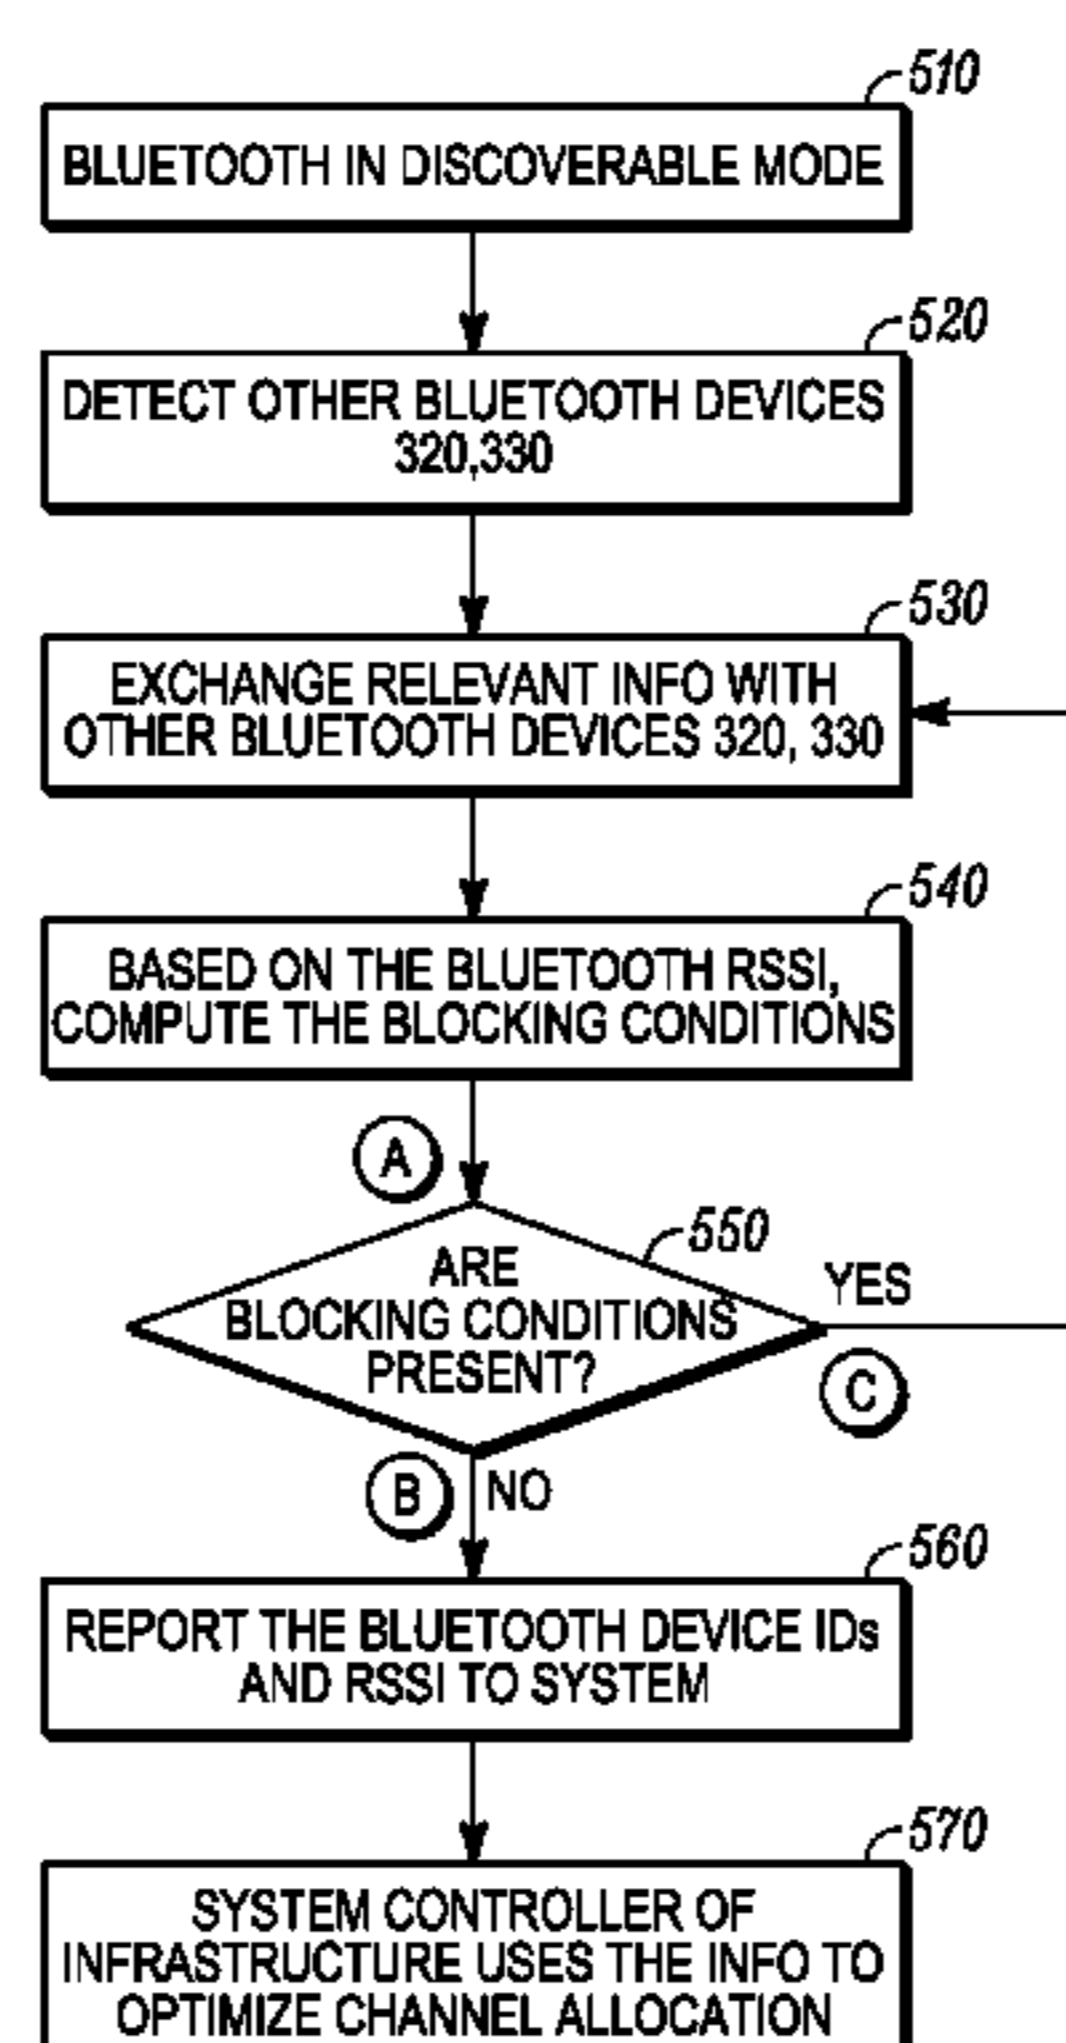 510
BLUETOOTH IN DISCOVERABLE MODE
520
DETECT OTHER BLUETOOTH DEVICES
320,330
530
EXCHANGE RELEVANT INFO WITH
OTHER BLUETOOTH DEVICES 320, 330
540
BASED ON THE BLUETOOTH RSSI,
COMPUTE THE BLOCKING CONDITIONS
A
550
ARE
BLOCKING CONDITIONS
PRESENT?
YES
C
B
NO
560
REPORT THE BLUETOOTH DEVICE IDs
AND RSSI TO SYSTEM
570
SYSTEM CONTROLLER OF
INFRASTRUCTURE USES THE INFO TO
OPTIMIZE CHANNEL ALLOCATION